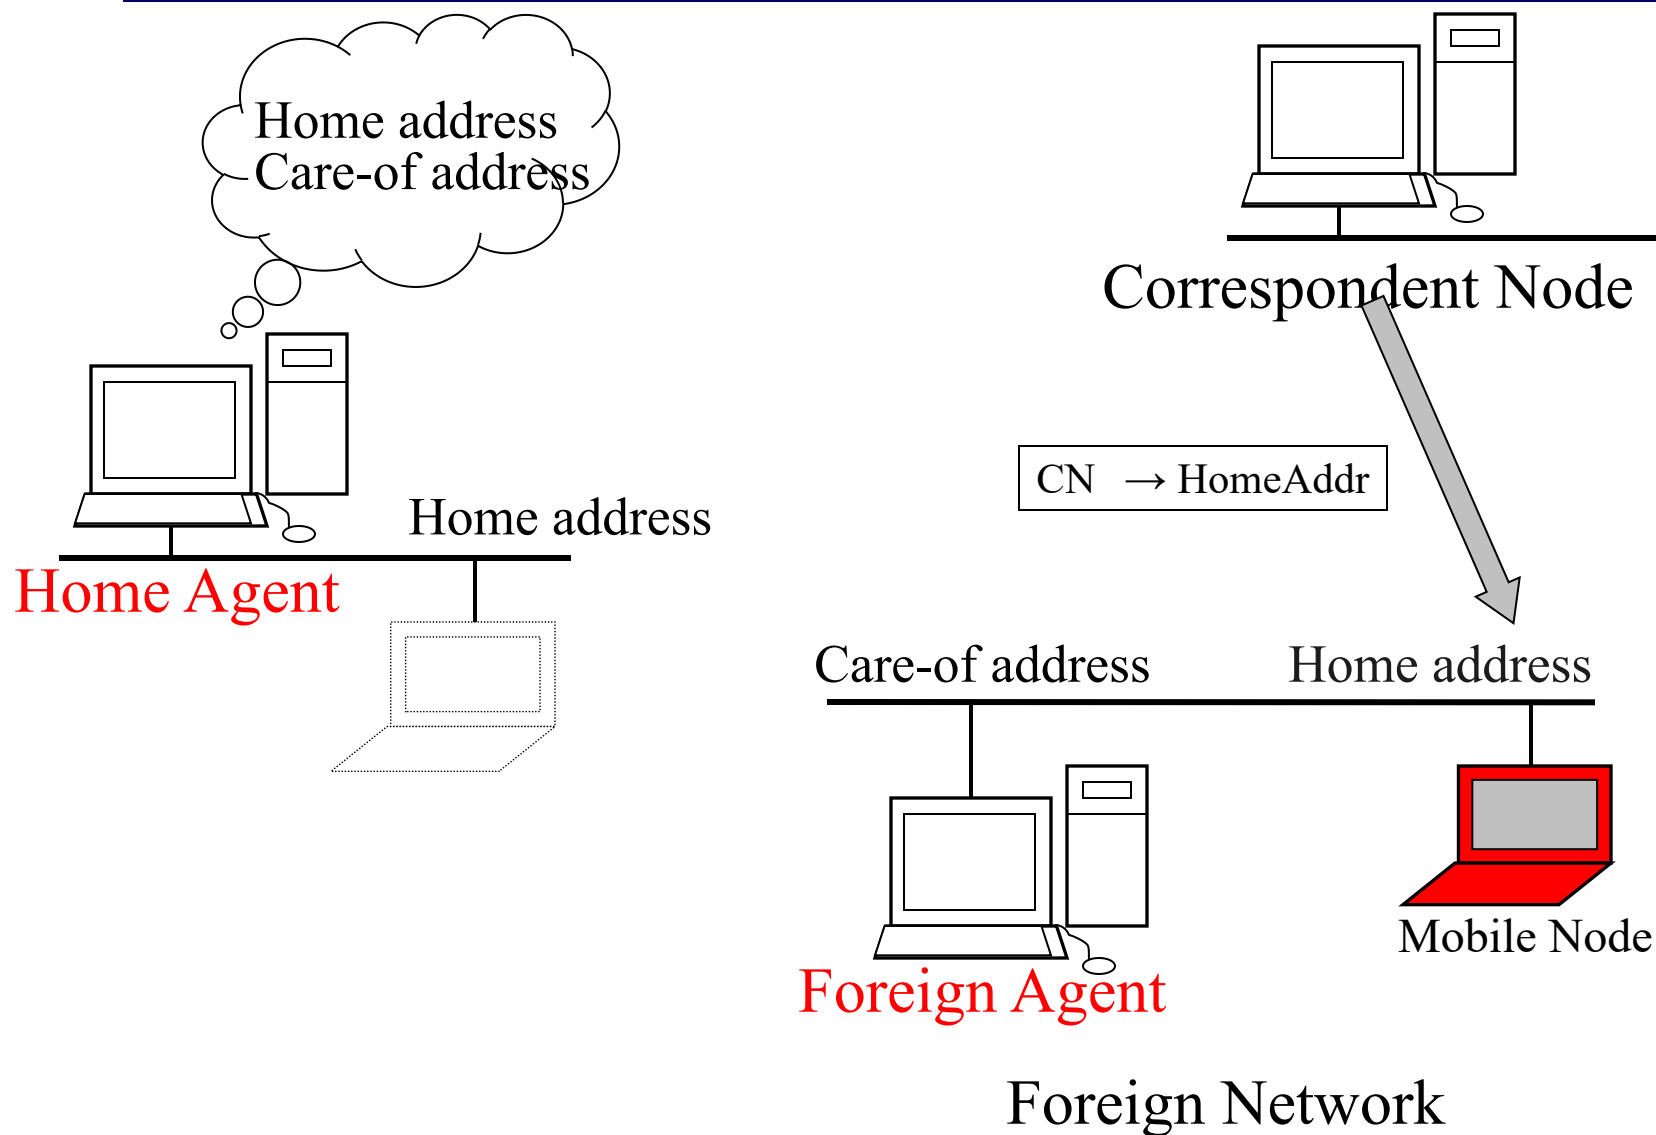 Home address
Care-of address
Correspondent Node
CN → HomeAddr
Home address
Home Agent
Care-of address
Home address
Mobile Node
Foreign Agent
Foreign Network